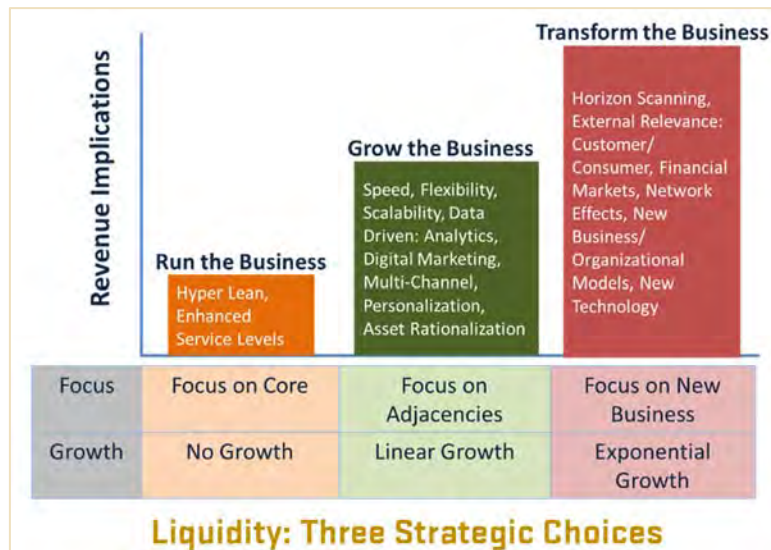 Transform the Business
Revenue Implications
Horizon Scanning,
External Relevance:
Customer/
Consumer, Financial
Markets, Network
Effects, New
Business/
Organizational
Models, New
Technology
Grow the Business
Speed, Flexibility,
Scalability, Data
Driven: Analytics,
Digital Marketing,
Multi-Channel,
Personalization,
Asset Rationalization
Run the Business
Hyper Lean,
Enhanced
Service Levels
Focus
Focus on Core
Focus on
Adjacencies
Focus on New
Business
Growth
No Growth
Linear Growth
Exponential
Growth
Liquidity: Three Strategic Choices